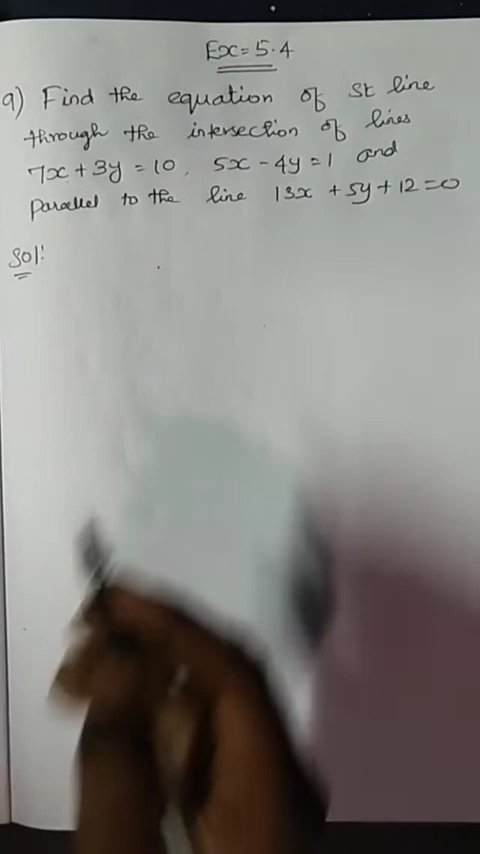 Ex = 5.4
9) Find the equation of St line
through the intersection of lines
7x + 3y = 10, 5x - 4y = 1 and
Parallel to the line 13x + 5y + 12 = 0
Sol: